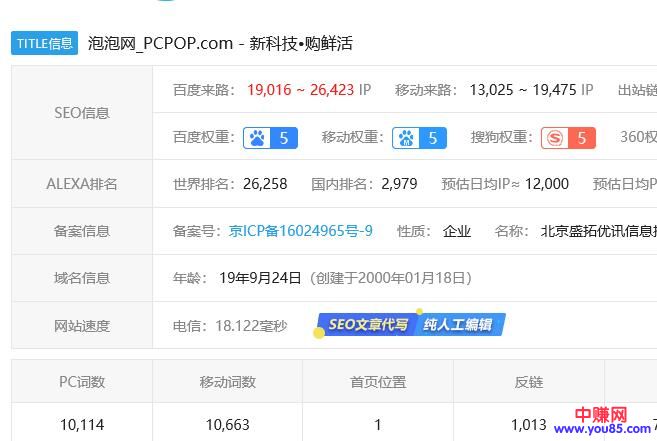 TITLE信息 泡泡网_PCPOP.com - 新科技•购鲜活
SEO信息 百度来路： 19,016 ~ 26,423 IP 移动来路： 13,025 ~ 19,475 IP 出站链
百度权重： 5 移动权重： 5 搜狗权重： 5 360权
ALEXA排名 世界排名：26,258 国内排名：2,979 预估日均IP≈ 12,000 预估日均P
备案信息 备案号：京ICP备16024965号-9 性质： 企业 名称： 北京盛拓优讯信息
域名信息 年龄： 19年9月24日（创建于2000年01月18日）
网站速度 电信：18.122毫秒 SEO文章代写 纯人工编辑
PC词数 移动词数 首页位置 反链
10,114 10,663 1 1,013
中赚网
www.you85.com